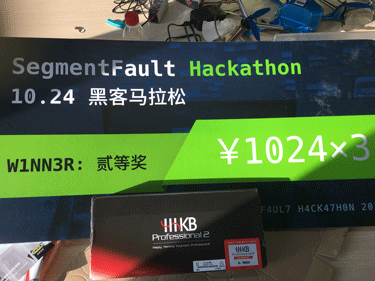 SegmentFault Hackathon
10.24 黑客马拉松
W1NN3R: 贰等奖
¥1024×3
F4UL7 H4CK47H0N 20
HHKB
Professional 2